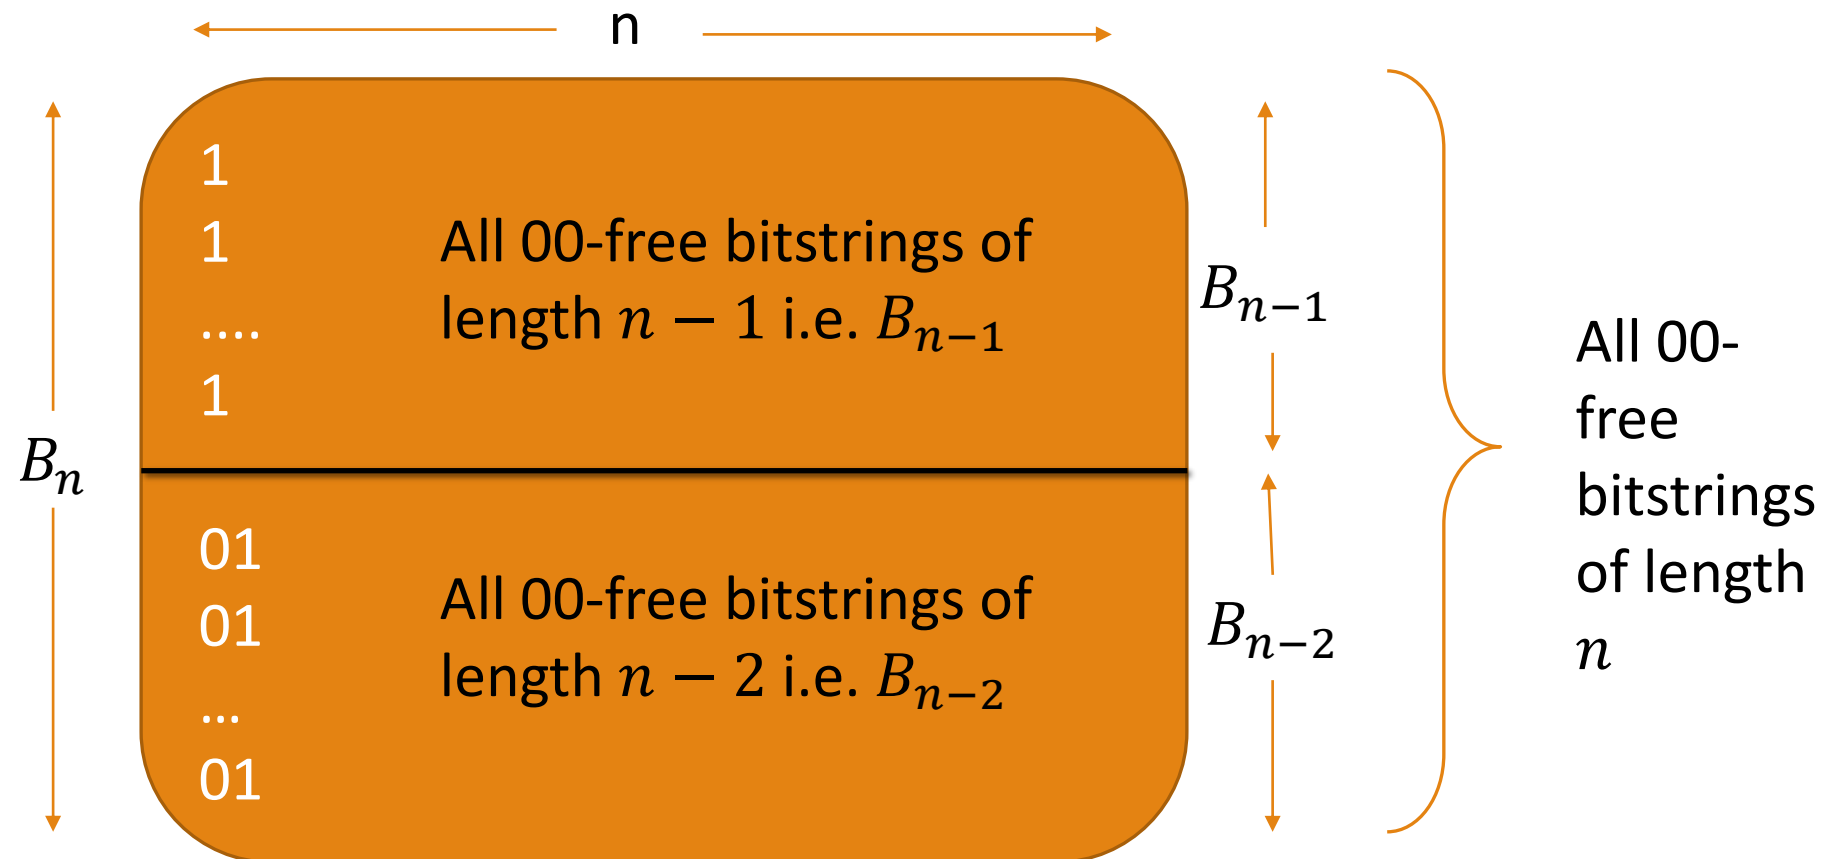 n
1
1
....
1
All 00-free bitstrings of
length n − 1 i.e. Bₙ₋₁
Bₙ₋₁
Bₙ
01
01
...
01
All 00-free bitstrings of
length n − 2 i.e. Bₙ₋₂
Bₙ₋₂
All 00-
free
bitstrings
of length
n